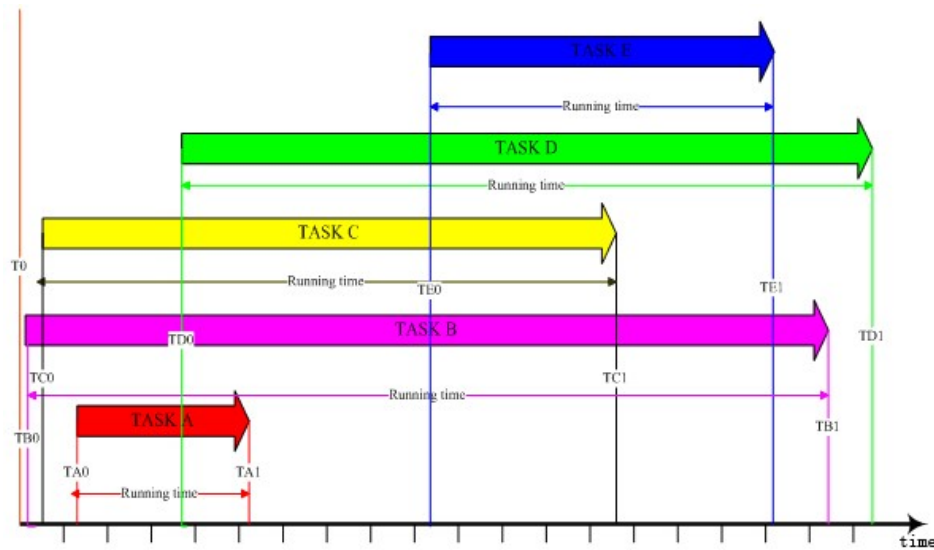 TASK E
Running time
TASK D
Running time
TASK C
T0
Running time
TE0
TE1
TASK B
TD0
TD1
TC0
TC1
Running time
TASK A
TB0
TB1
TA0
TA1
Running time
time